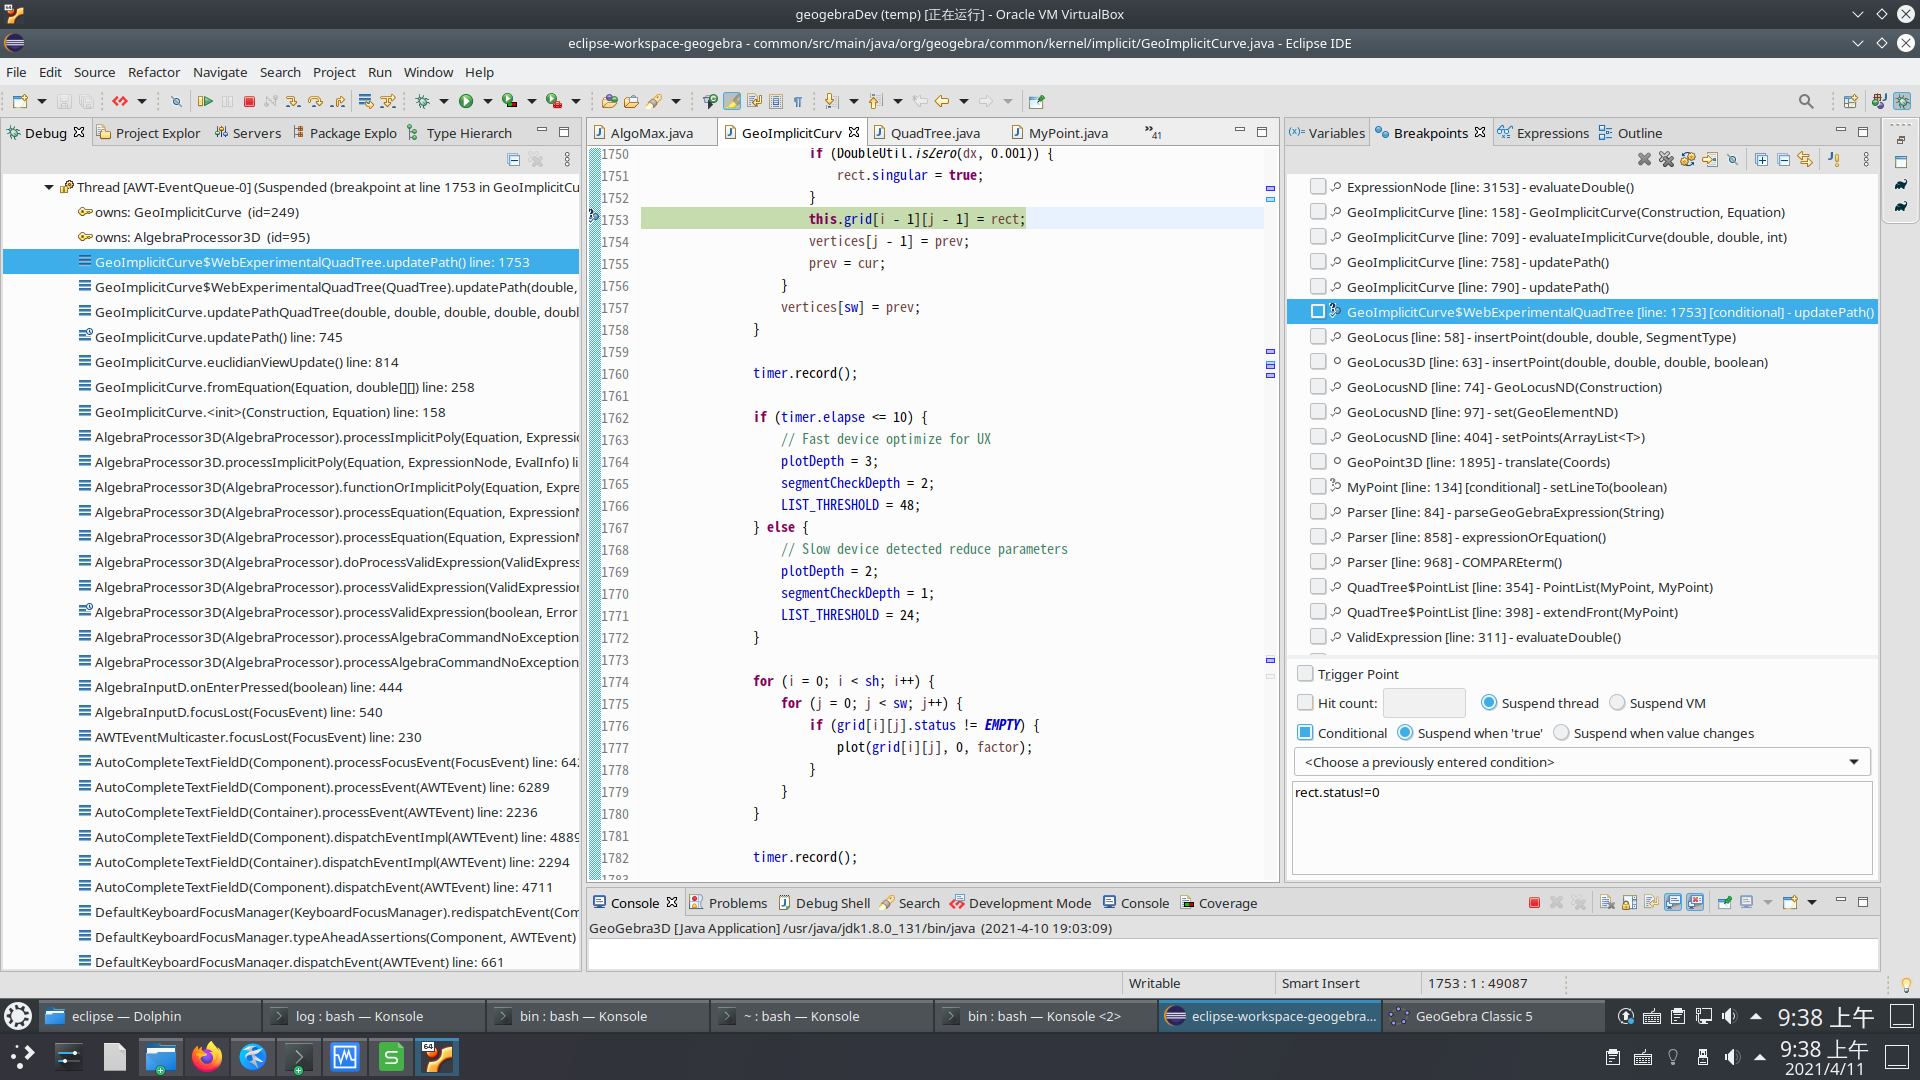 geogebraDev (temp) [正在运行] - Oracle VM VirtualBox
eclipse-workspace-geogebra - common/src/main/java/org/geogebra/common/kernel/implicit/GeoImplicitCurve.java - Eclipse IDE
File Edit Source Refactor Navigate Search Project Run Window Help
Debug Project Explor Servers Package Explo Type Hierarch
Thread [AWT-EventQueue-0] (Suspended (breakpoint at line 1753 in GeoImplicitCu
owns: GeoImplicitCurve (id=249)
owns: AlgebraProcessor3D (id=95)
GeoImplicitCurve$WebExperimentalQuadTree.updatePath() line: 1753
GeoImplicitCurve$WebExperimentalQuadTree(QuadTree).updatePath(double,
GeoImplicitCurve.updatePathQuadTree(double, double, double, double, doubl
GeoImplicitCurve.updatePath() line: 745
GeoImplicitCurve.euclidianViewUpdate() line: 814
GeoImplicitCurve.fromEquation(Equation, double[][]) line: 258
GeoImplicitCurve.<init>(Construction, Equation) line: 158
AlgebraProcessor3D(AlgebraProcessor).processImplicitPoly(Equation, Expressio
AlgebraProcessor3D.processImplicitPoly(Equation, ExpressionNode, EvalInfo) li
AlgebraProcessor3D(AlgebraProcessor).functionOrImplicitPoly(Equation, Expre
AlgebraProcessor3D(AlgebraProcessor).processEquation(Equation, ExpressionN
AlgebraProcessor3D(AlgebraProcessor).processEquation(Equation, ExpressionN
AlgebraProcessor3D(AlgebraProcessor).doProcessValidExpression(ValidExpress
AlgebraProcessor3D(AlgebraProcessor).processValidExpression(ValidExpression
AlgebraProcessor3D(AlgebraProcessor).processValidExpression(boolean, Error
AlgebraProcessor3D(AlgebraProcessor).processAlgebraCommandNoException
AlgebraProcessor3D(AlgebraProcessor).processAlgebraCommandNoException
AlgebraInputD.onEnterPressed(boolean) line: 444
AlgebraInputD.focusLost(FocusEvent) line: 540
AWTEventMulticaster.focusLost(FocusEvent) line: 230
AutoCompleteTextFieldD(Component).processFocusEvent(FocusEvent) line: 642
AutoCompleteTextFieldD(Component).processEvent(AWTEvent) line: 6289
AutoCompleteTextFieldD(Container).processEvent(AWTEvent) line: 2236
AutoCompleteTextFieldD(Component).dispatchEventImpl(AWTEvent) line: 4889
AutoCompleteTextFieldD(Container).dispatchEventImpl(AWTEvent) line: 2294
AutoCompleteTextFieldD(Component).dispatchEvent(AWTEvent) line: 4711
DefaultKeyboardFocusManager(KeyboardFocusManager).redispatchEvent(Com
DefaultKeyboardFocusManager.typeAheadAssertions(Component, AWTEvent)
DefaultKeyboardFocusManager.dispatchEvent(AWTEvent) line: 661
AlgoMax.java GeoImplicitCurv QuadTree.java MyPoint.java »41
1750 if (DoubleUtil.isZero(dx, 0.001)) {
1751 rect.singular = true;
1752 }
1753 this.grid[i - 1][j - 1] = rect;
1754 vertices[j - 1] = prev;
1755 prev = cur;
1756 }
1757 vertices[sw] = prev;
1758 }
1759
1760 timer.record();
1761
1762 if (timer.elapse <= 10) {
1763 // Fast device optimize for UX
1764 plotDepth = 3;
1765 segmentCheckDepth = 2;
1766 LIST_THRESHOLD = 48;
1767 } else {
1768 // Slow device detected reduce parameters
1769 plotDepth = 2;
1770 segmentCheckDepth = 1;
1771 LIST_THRESHOLD = 24;
1772 }
1773
1774 for (i = 0; i < sh; i++) {
1775 for (j = 0; j < sw; j++) {
1776 if (grid[i][j].status != EMPTY) {
1777 plot(grid[i][j], 0, factor);
1778 }
1779 }
1780 }
1781
1782 timer.record();
1783
Variables Breakpoints Expressions Outline
ExpressionNode [line: 3153] - evaluateDouble()
GeoImplicitCurve [line: 158] - GeoImplicitCurve(Construction, Equation)
GeoImplicitCurve [line: 709] - evaluateImplicitCurve(double, double, int)
GeoImplicitCurve [line: 758] - updatePath()
GeoImplicitCurve [line: 790] - updatePath()
GeoImplicitCurve$WebExperimentalQuadTree [line: 1753] [conditional] - updatePath()
GeoLocus [line: 58] - insertPoint(double, double, SegmentType)
GeoLocus3D [line: 63] - insertPoint(double, double, double, boolean)
GeoLocusND [line: 74] - GeoLocusND(Construction)
GeoLocusND [line: 97] - set(GeoElementND)
GeoLocusND [line: 404] - setPoints(ArrayList<T>)
GeoPoint3D [line: 1895] - translate(Coords)
MyPoint [line: 134] [conditional] - setLineTo(boolean)
Parser [line: 84] - parseGeoGebraExpression(String)
Parser [line: 858] - expressionOrEquation()
Parser [line: 968] - COMPAREterm()
QuadTree$PointList [line: 354] - PointList(MyPoint, MyPoint)
QuadTree$PointList [line: 398] - extendFront(MyPoint)
ValidExpression [line: 311] - evaluateDouble()
Trigger Point
Hit count: Suspend thread Suspend VM
Conditional Suspend when 'true' Suspend when value changes
<Choose a previously entered condition>
rect.status!=0
Console Problems Debug Shell Search Development Mode Console Coverage
GeoGebra3D [Java Application] /usr/java/jdk1.8.0_131/bin/java (2021-4-10 19:03:09)
Writable Smart Insert 1753 : 1 : 49087
eclipse — Dolphin log : bash — Konsole bin : bash — Konsole ~ : bash — Konsole bin : bash — Konsole <2> eclipse-workspace-geogebra... GeoGebra Classic 5 9:38 上午
64 9:38 上午
2021/4/11